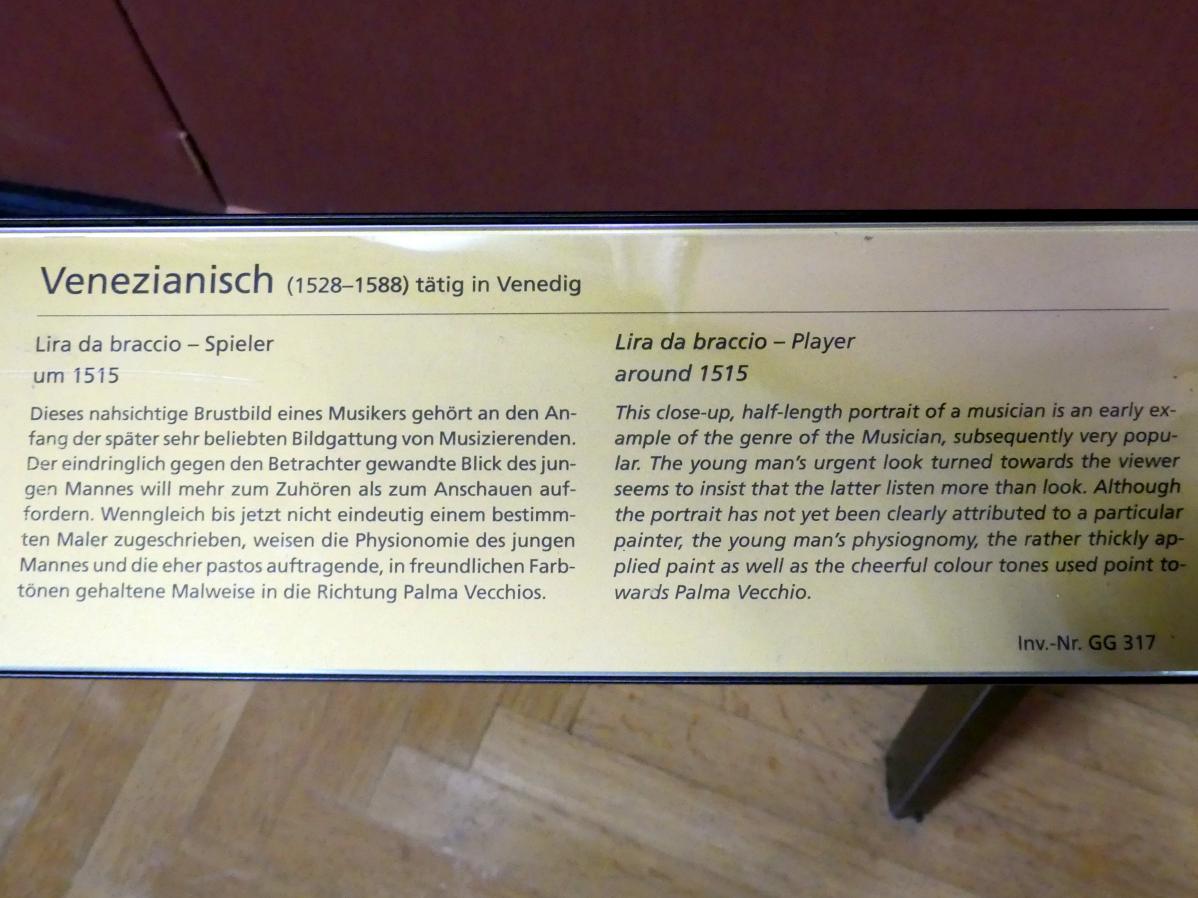 Venezianisch (1528–1588) tätig in Venedig
Lira da braccio – Spieler
um 1515
Dieses nahsichtige Brustbild eines Musikers gehört an den An-
fang der später sehr beliebten Bildgattung von Musizierenden.
Der eindringlich gegen den Betrachter gewandte Blick des jun-
gen Mannes will mehr zum Zuhören als zum Anschauen auf-
fordern. Wenngleich bis jetzt nicht eindeutig einem bestimm-
ten Maler zugeschrieben, weisen die Physionomie des jungen
Mannes und die eher pastos auftragende, in freundlichen Farb-
tönen gehaltene Malweise in die Richtung Palma Vecchios.
Lira da braccio – Player
around 1515
This close-up, half-length portrait of a musician is an early ex-
ample of the genre of the Musician, subsequently very popu-
lar. The young man's urgent look turned towards the viewer
seems to insist that the latter listen more than look. Although
the portrait has not yet been clearly attributed to a particular
painter, the young man's physiognomy, the rather thickly ap-
plied paint as well as the cheerful colour tones used point to-
wards Palma Vecchio.
Inv.-Nr. GG 317